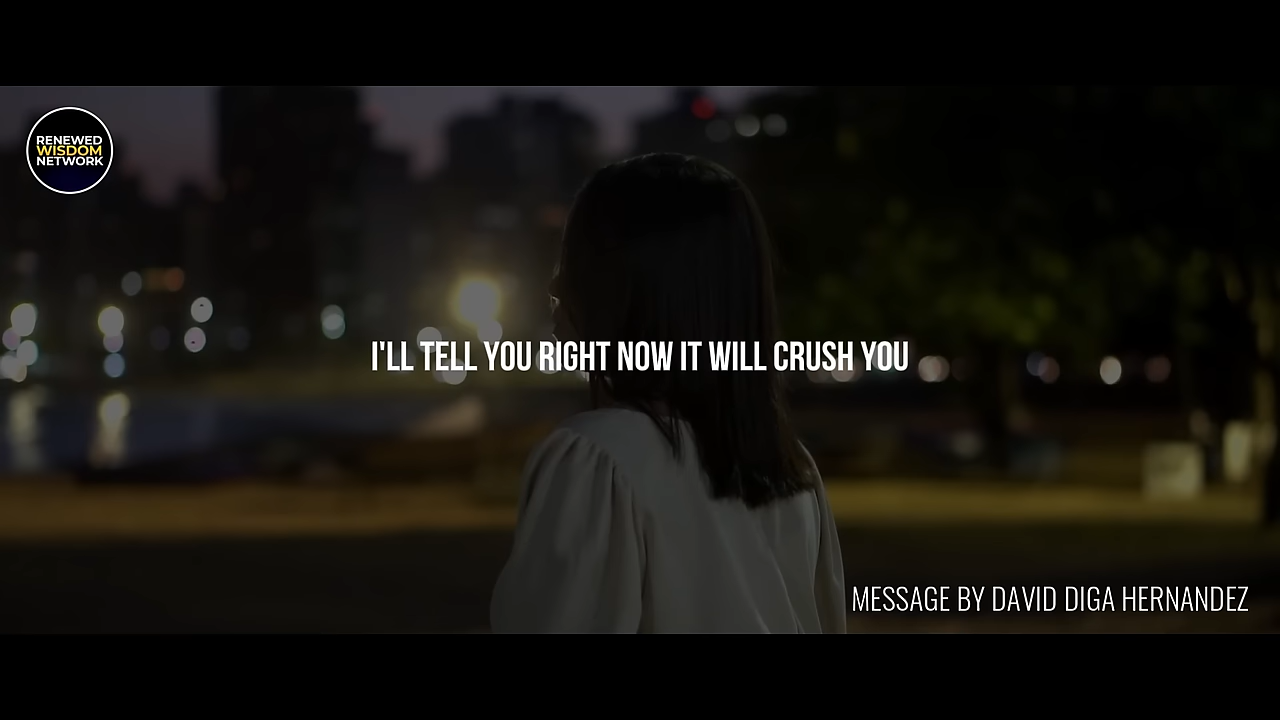 RENEWED
WISDOM
NETWORK
I'LL TELL YOU RIGHT NOW IT WILL CRUSH YOU
MESSAGE BY DAVID DIGA HERNANDEZ